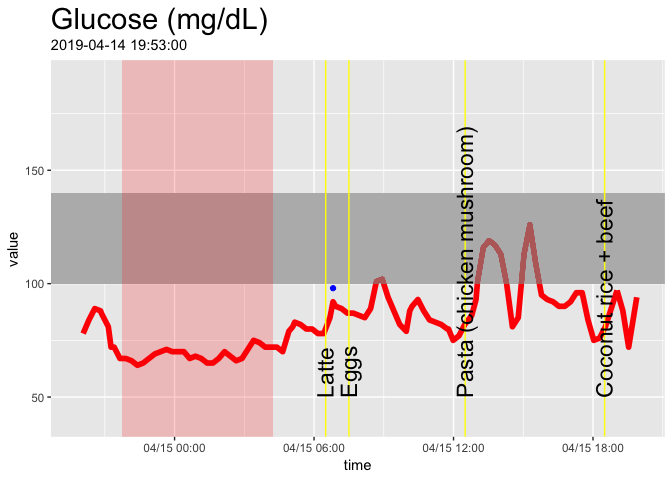 Glucose (mg/dL)
2019-04-14 19:53:00
value
150
100
50
Latte
Eggs
Pasta (chicken mushroom)
Coconut rice + beef
04/15 00:00
04/15 06:00
04/15 12:00
04/15 18:00
time